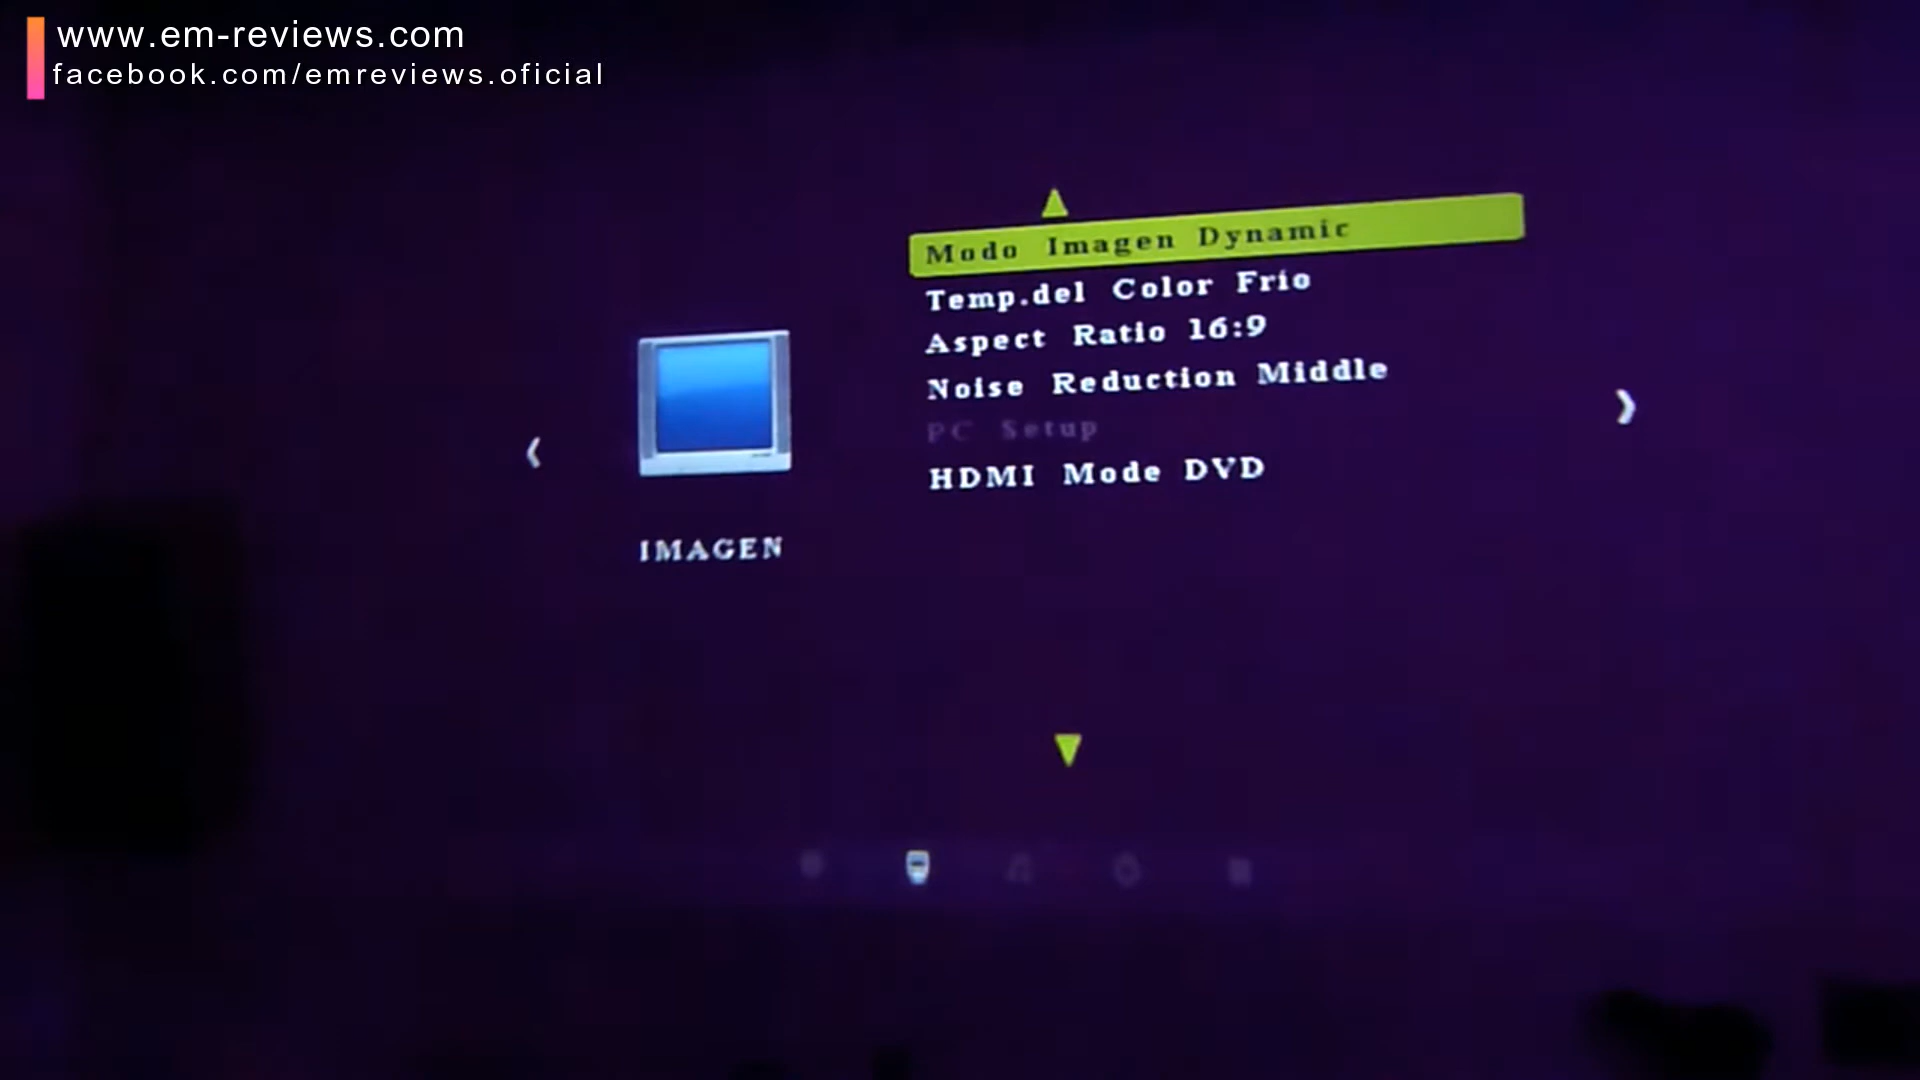 www.em-reviews.com
facebook.com/emreviews.oficial
Modo Imagen Dynamic
Temp.del Color Frio
Aspect Ratio 16:9
Noise Reduction Middle
PC Setup
HDMI Mode DVD
IMAGEN